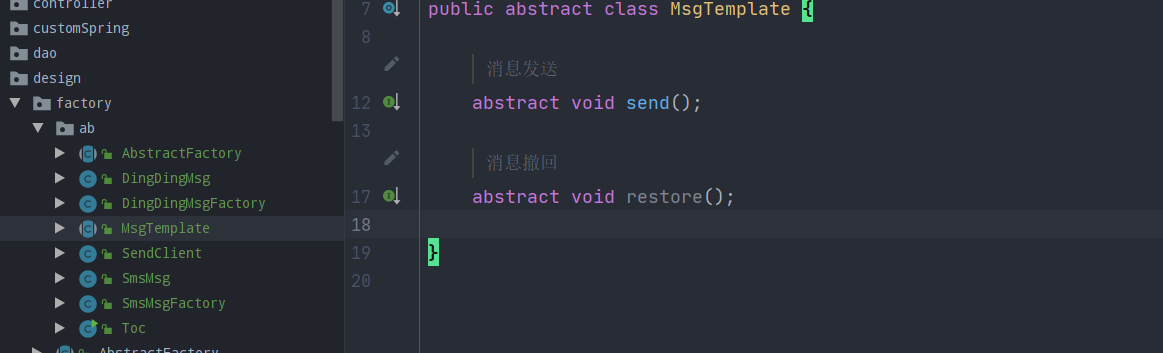 controller
customSpring
dao
design
factory
ab
AbstractFactory
DingDingMsg
DingDingMsgFactory
MsgTemplate
SendClient
SmsMsg
SmsMsgFactory
Toc
AbstractFactory
7 public abstract class MsgTemplate {
8
消息发送
12 abstract void send();
13
消息撤回
17 abstract void restore();
18
19 }
20